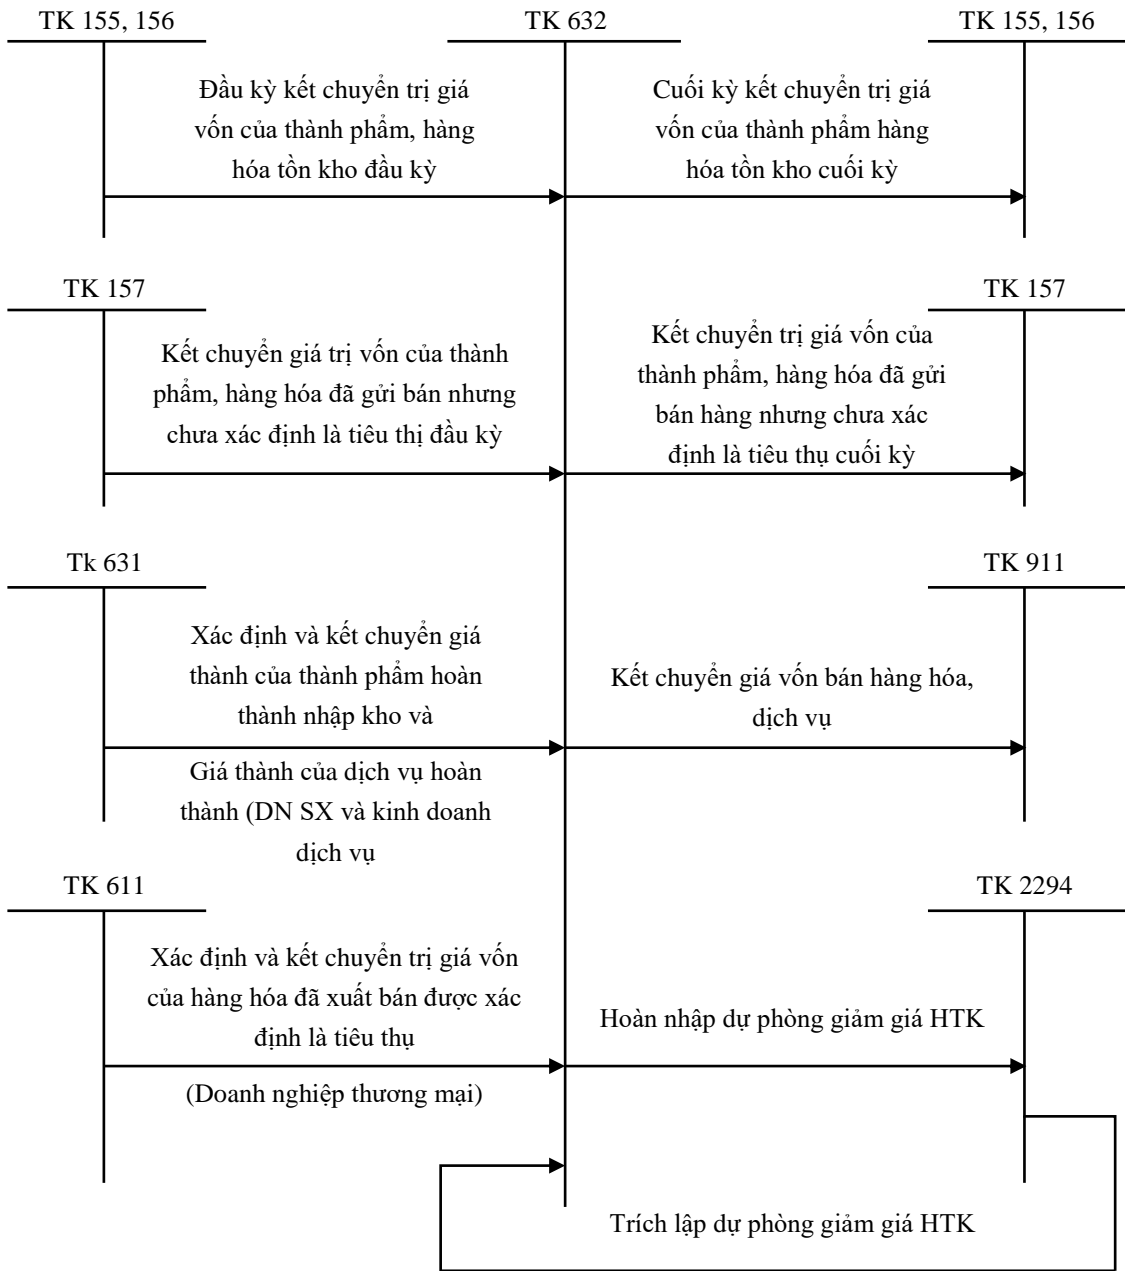 TK 155, 156
TK 632
TK 155, 156
Đầu kỳ kết chuyển trị giá
vốn của thành phẩm, hàng
hóa tồn kho đầu kỳ
Cuối kỳ kết chuyển trị giá
vốn của thành phẩm hàng
hóa tồn kho cuối kỳ
TK 157
TK 157
Kết chuyển giá trị vốn của thành
phẩm, hàng hóa đã gửi bán nhưng
chưa xác định là tiêu thị đầu kỳ
Kết chuyển trị giá vốn của
thành phẩm, hàng hóa đã gửi
bán hàng nhưng chưa xác
định là tiêu thụ cuối kỳ
Tk 631
TK 911
Xác định và kết chuyển giá
thành của thành phẩm hoàn
thành nhập kho và
Giá thành của dịch vụ hoàn
thành (DN SX và kinh doanh
dịch vụ
Kết chuyển giá vốn bán hàng hóa,
dịch vụ
TK 611
TK 2294
Xác định và kết chuyển trị giá vốn
của hàng hóa đã xuất bán được xác
định là tiêu thụ
(Doanh nghiệp thương mại)
Hoàn nhập dự phòng giảm giá HTK
Trích lập dự phòng giảm giá HTK